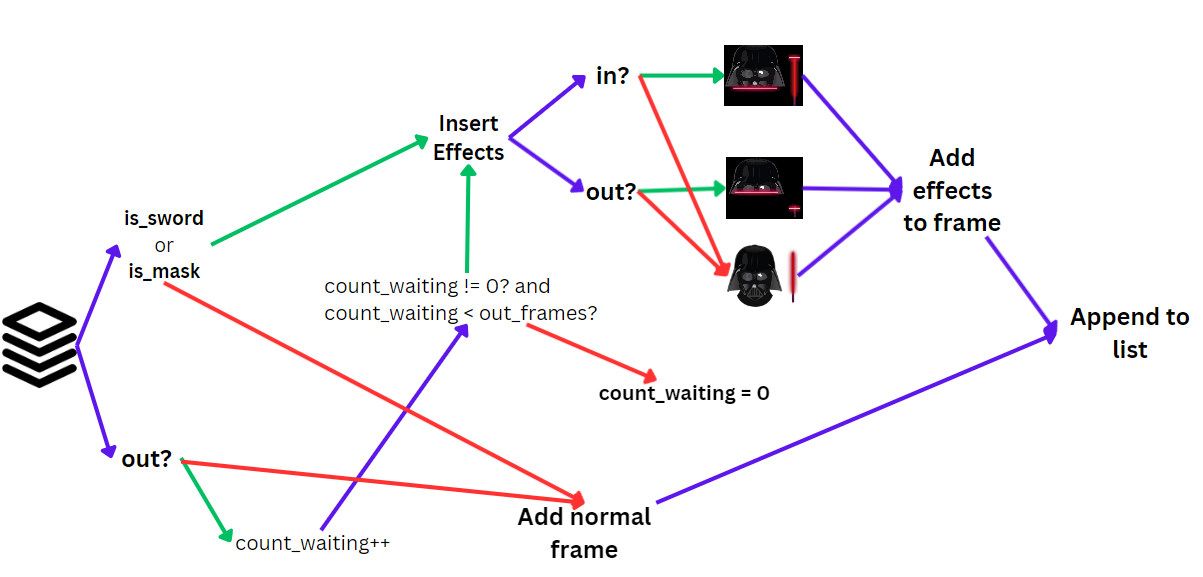 in?
Insert
Effects
out?
Add
effects
to frame
is_sword
or
is_mask
count_waiting != 0? and
count_waiting < out_frames?
Append to
list
count_waiting = 0
out?
Add normal
frame
count_waiting++